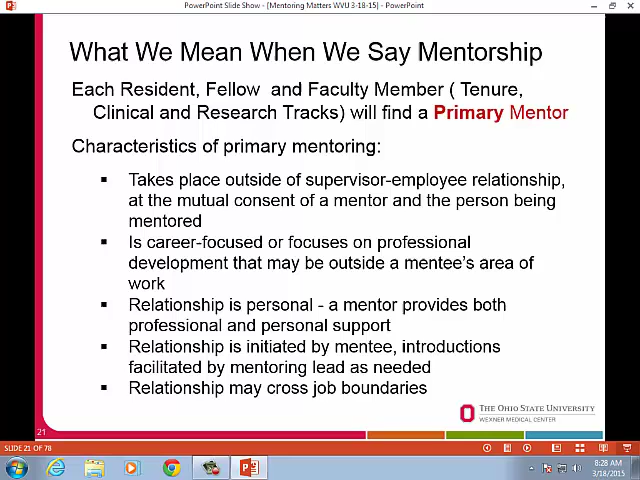 PowerPoint Slide Show - [Mentoring Matters WVU 3-18-15] - PowerPoint
What We Mean When We Say Mentorship
Each Resident, Fellow and Faculty Member ( Tenure,
Clinical and Research Tracks) will find a Primary Mentor
Characteristics of primary mentoring:
▪ Takes place outside of supervisor-employee relationship,
at the mutual consent of a mentor and the person being
mentored
▪ Is career-focused or focuses on professional
development that may be outside a mentee's area of
work
▪ Relationship is personal - a mentor provides both
professional and personal support
▪ Relationship is initiated by mentee, introductions
facilitated by mentoring lead as needed
▪ Relationship may cross job boundaries
THE OHIO STATE UNIVERSITY
WEXNER MEDICAL CENTER
21
SLIDE 21 OF 78
8:28 AM
3/18/2015